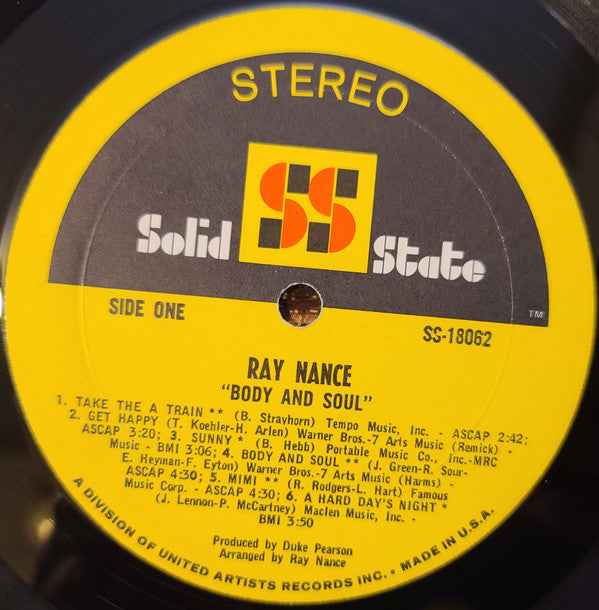 STEREO
SS
Solid State
TM
SIDE ONE
SS-18062
RAY NANCE
"BODY AND SOUL"
1. TAKE THE A TRAIN ** (B. Strayhorn) Tempo Music, Inc. - ASCAP 2:42;
2. GET HAPPY (T. Koehler-H. Arlen) Warner Bros.-7 Arts Music (Remick) -
ASCAP 3:20; 3. SUNNY * (B. Hebb) Portable Music Co., Inc.-MRC
Music - BMI 3:06; 4. BODY AND SOUL ** (J. Green-R. Sour-
E. Heyman-F. Eyton) Warner Bros.-7 Arts Music (Harms) -
ASCAP 4:30; 5. MIMI ** (R. Rodgers-L. Hart) Famous
Music Corp. - ASCAP 4:30; 6. A HARD DAY'S NIGHT *
(J. Lennon-P. McCartney) Maclen Music, Inc. -
BMI 3:50
Produced by Duke Pearson
Arranged by Ray Nance
A DIVISION OF UNITED ARTISTS RECORDS INC. • MADE IN U.S.A.